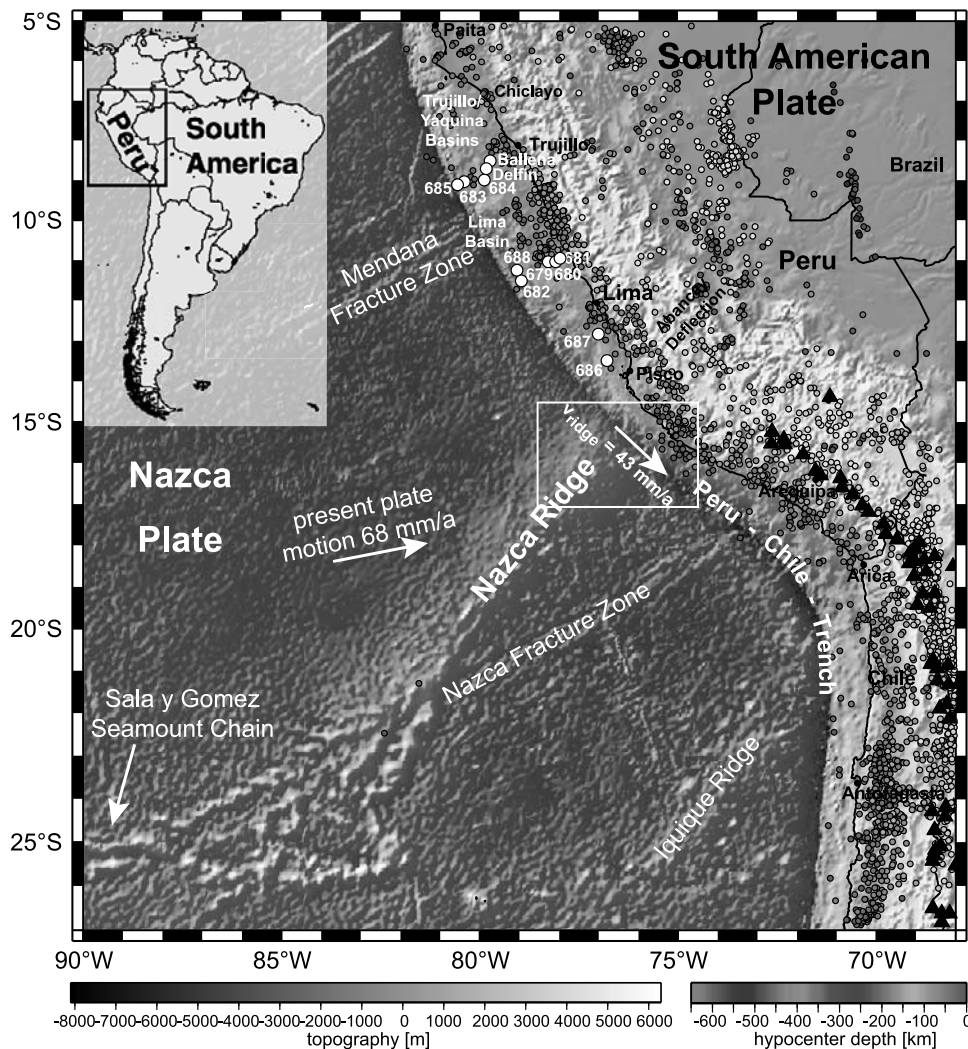 5°S
10°S
15°S
20°S
25°S
90°W
85°W
80°W
75°W
70°W
Peru
South
America
South American
Plate
Paita
Chiclayo
Trujillo/
Yaquina
Basins
Trujillo
Ballena
Delfin
685
683
684
Brazil
Lima
Basin
688
681
679
680
682
Mendana
Fracture Zone
Peru
Lima
Abancay
Deflection
687
686
Pisco
Nazca
Plate
present plate
motion 68 mm/a
vridge = 43 mm/a
Nazca Ridge
Peru - Chile - Trench
Arequipa
Arica
Nazca Fracture Zone
Chile
Sala y Gomez
Seamount Chain
Iquique Ridge
Antofagasta
-8000-7000-6000-5000-4000-3000-2000-1000 0 1000 2000 3000 4000 5000 6000
topography [m]
-600 -500 -400 -300 -200 -100 0
hypocenter depth [km]